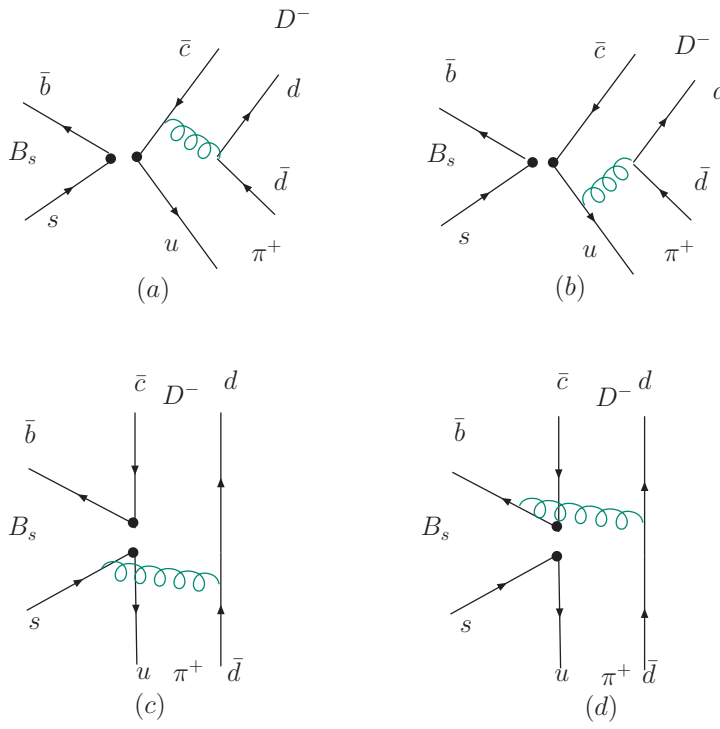 D⁻
c̄
b̄
d
B_s
d̄
s
u
π⁺
(a)
D⁻
c̄
b̄
B_s
d̄
s
u
π⁺
(b)
c̄
D⁻
d
b̄
B_s
s
u
π⁺
d̄
(c)
c̄
D⁻
d
b̄
B_s
s
u
π⁺
d̄
(d)